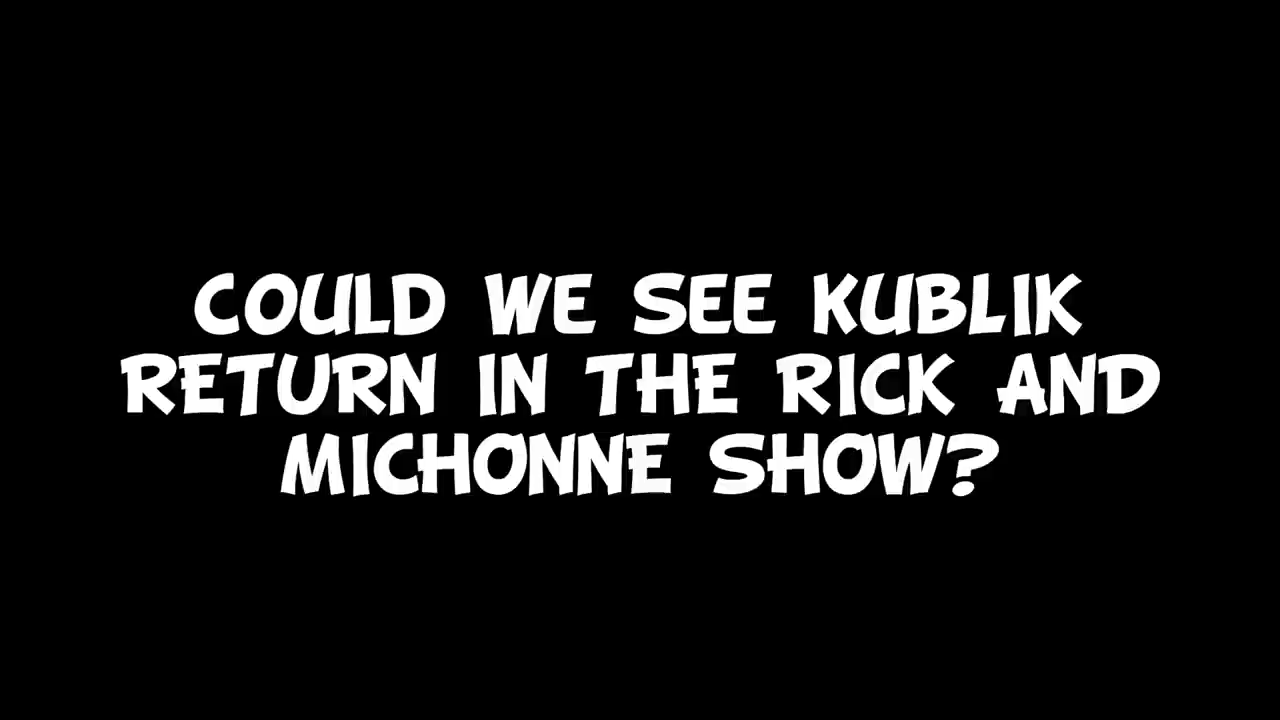 COULD WE SEE KUBLIK
RETURN IN THE RICK AND
MICHONNE SHOW?